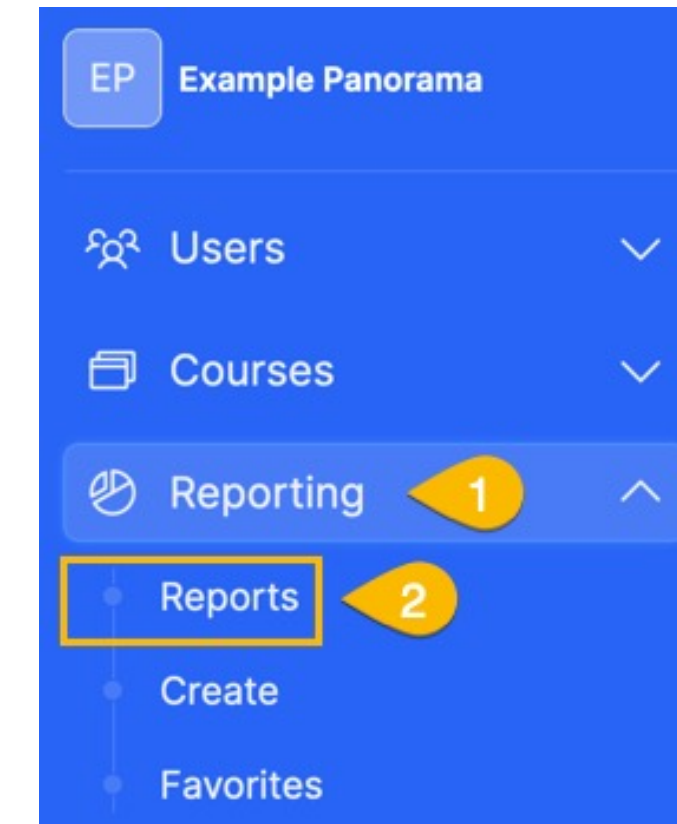 EP Example Panorama
Users
Courses
Reporting 1
Reports 2
Create
Favorites